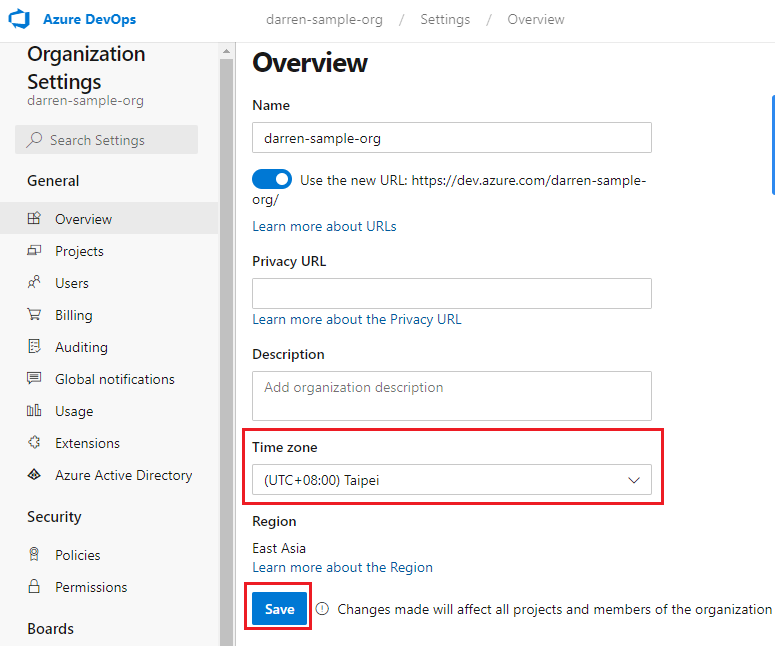 Azure DevOps
darren-sample-org / Settings / Overview
Organization
Settings
darren-sample-org
Search Settings
General
Overview
Projects
Users
Billing
Auditing
Global notifications
Usage
Extensions
Azure Active Directory
Security
Policies
Permissions
Boards
Overview
Name
darren-sample-org
Use the new URL: https://dev.azure.com/darren-sample-
org/
Learn more about URLs
Privacy URL
Learn more about the Privacy URL
Description
Add organization description
Time zone
(UTC+08:00) Taipei
Region
East Asia
Learn more about the Region
Save
Changes made will affect all projects and members of the organization